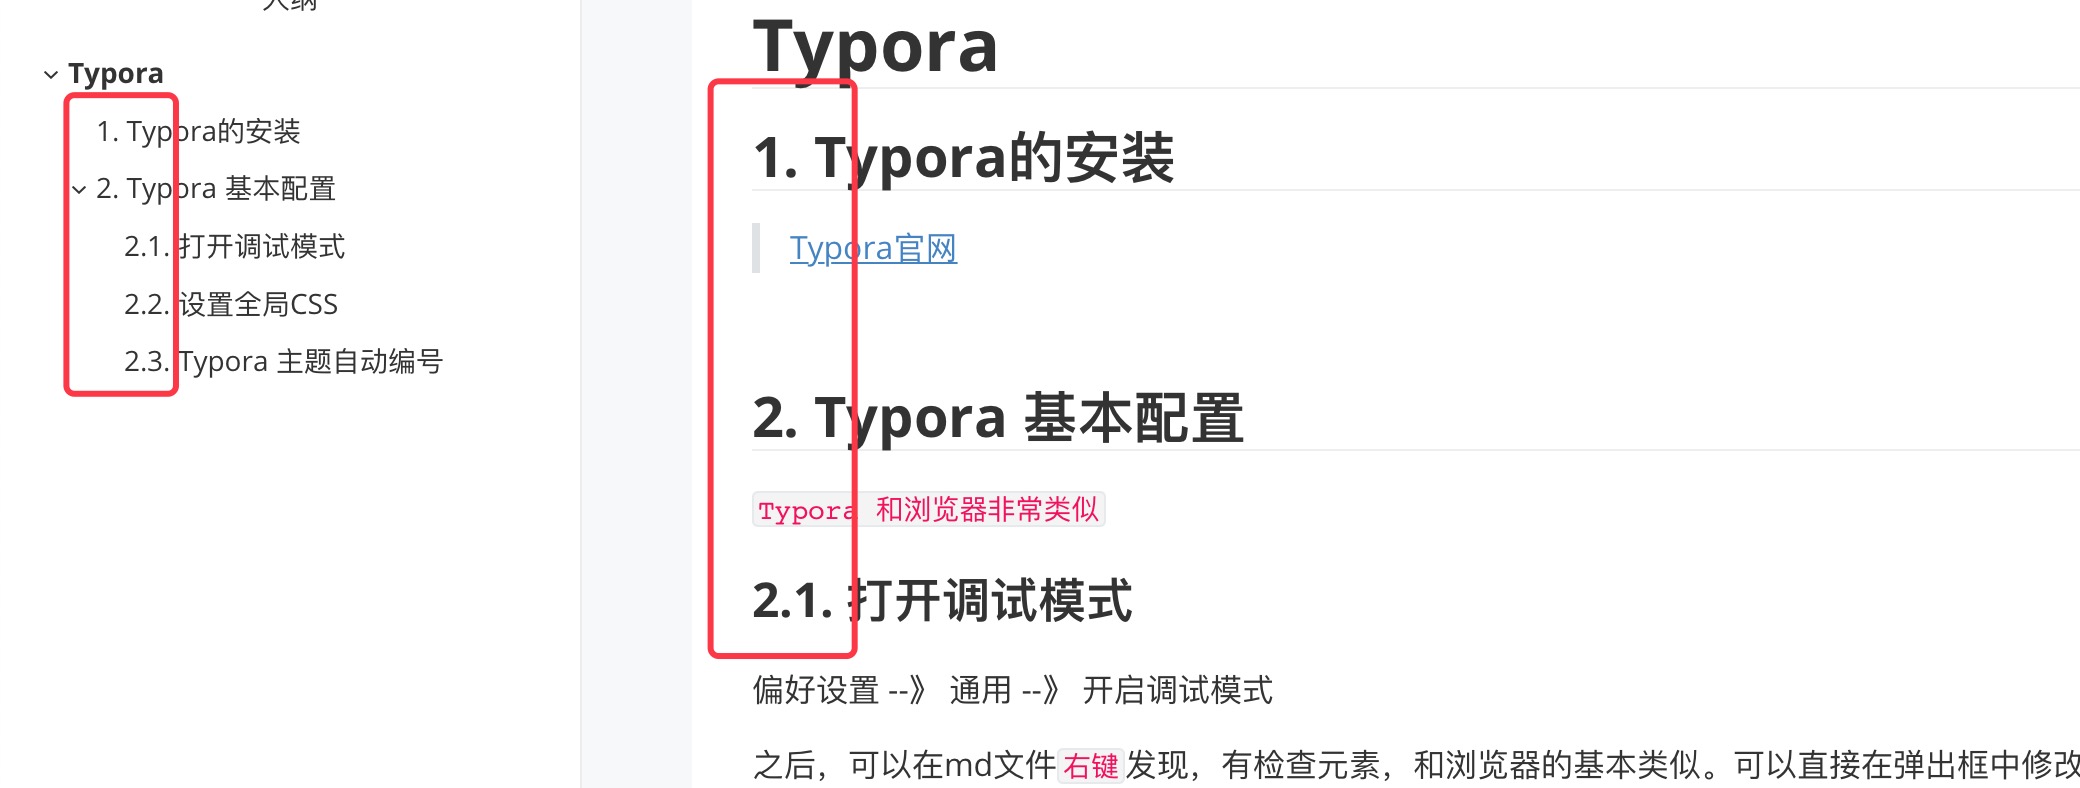 大纲
Typora
1. Typora的安装
2. Typora 基本配置
2.1. 打开调试模式
2.2. 设置全局CSS
2.3. Typora 主题自动编号
Typora
1. Typora的安装
Typora官网
2. Typora 基本配置
Typora 和浏览器非常类似
2.1. 打开调试模式
偏好设置 --》 通用 --》 开启调试模式
之后，可以在md文件右键发现，有检查元素，和浏览器的基本类似。可以直接在弹出框中修改